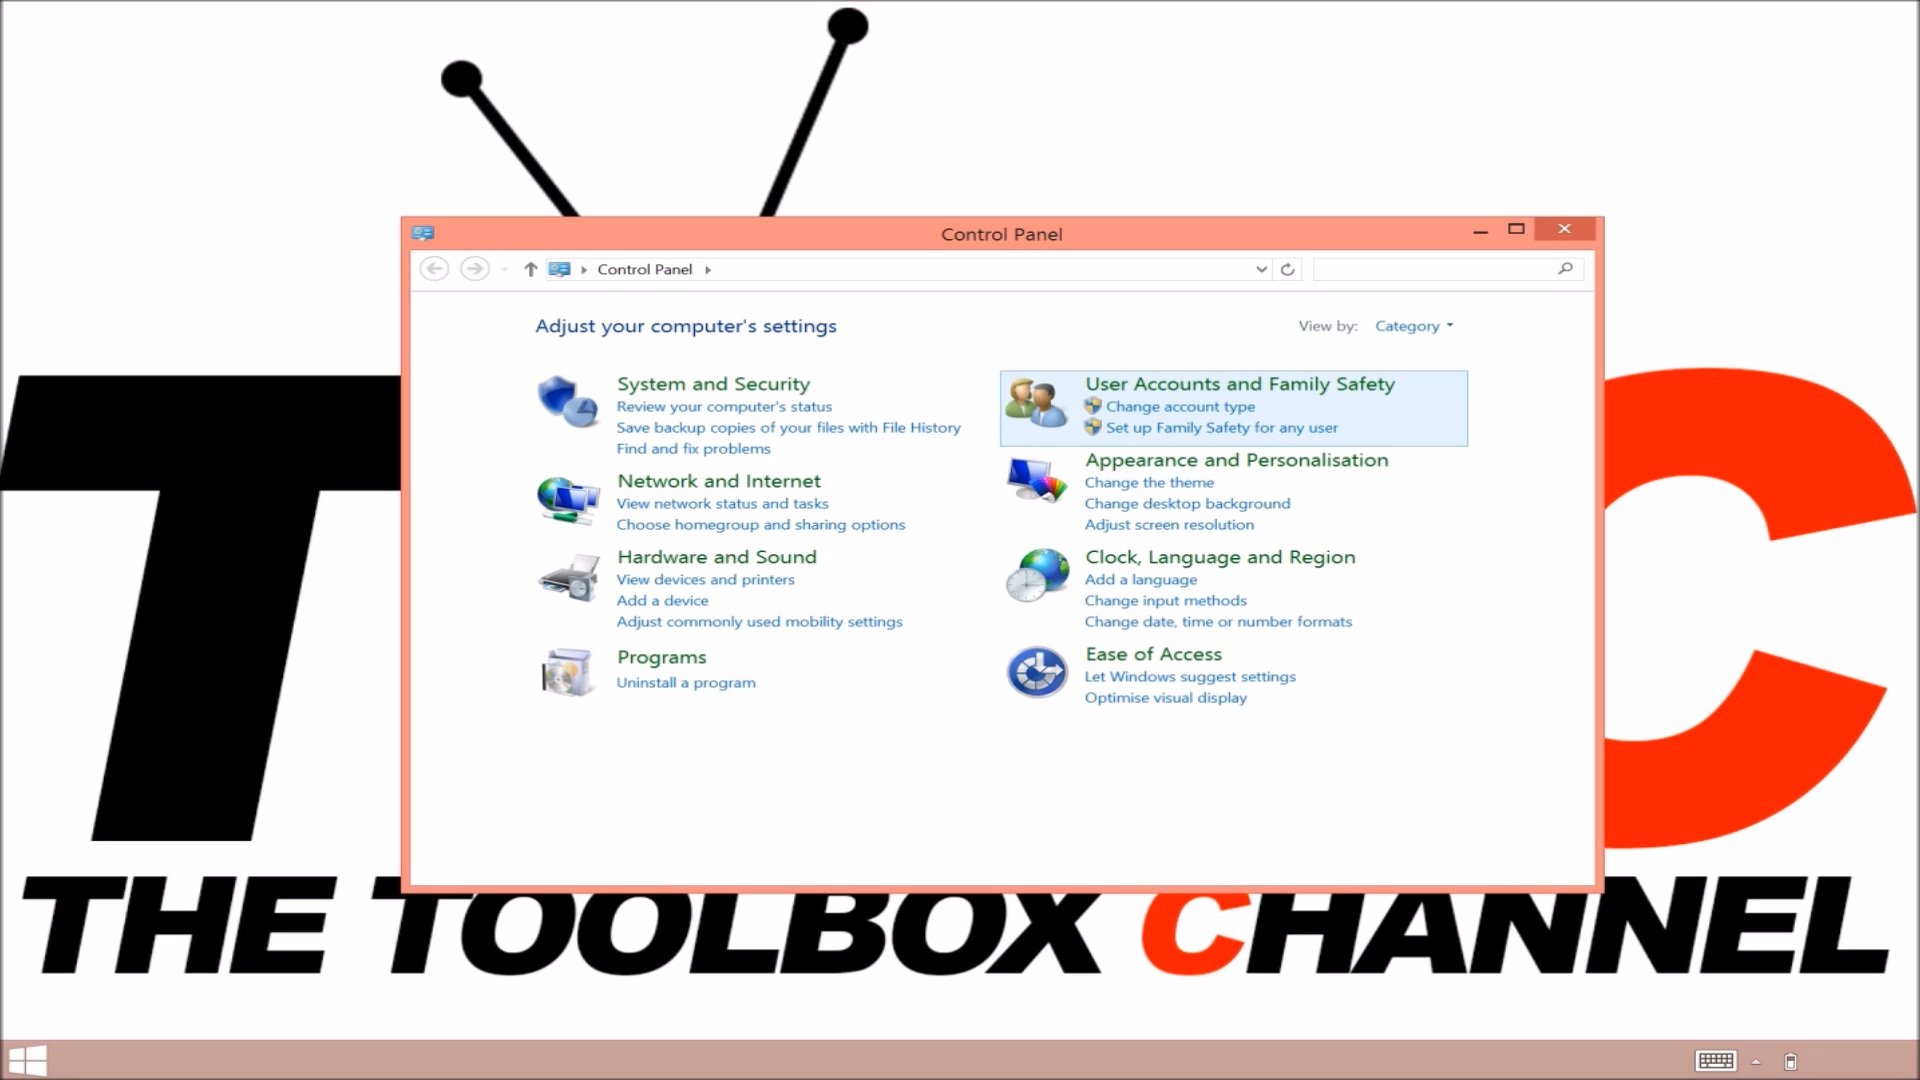 Control Panel
Control Panel
Adjust your computer's settings
View by: Category
System and Security
Review your computer's status
Save backup copies of your files with File History
Find and fix problems
Network and Internet
View network status and tasks
Choose homegroup and sharing options
Hardware and Sound
View devices and printers
Add a device
Adjust commonly used mobility settings
Programs
Uninstall a program
User Accounts and Family Safety
Change account type
Set up Family Safety for any user
Appearance and Personalisation
Change the theme
Change desktop background
Adjust screen resolution
Clock, Language and Region
Add a language
Change input methods
Change date, time or number formats
Ease of Access
Let Windows suggest settings
Optimise visual display
T C
THE TOOLBOX CHANNEL